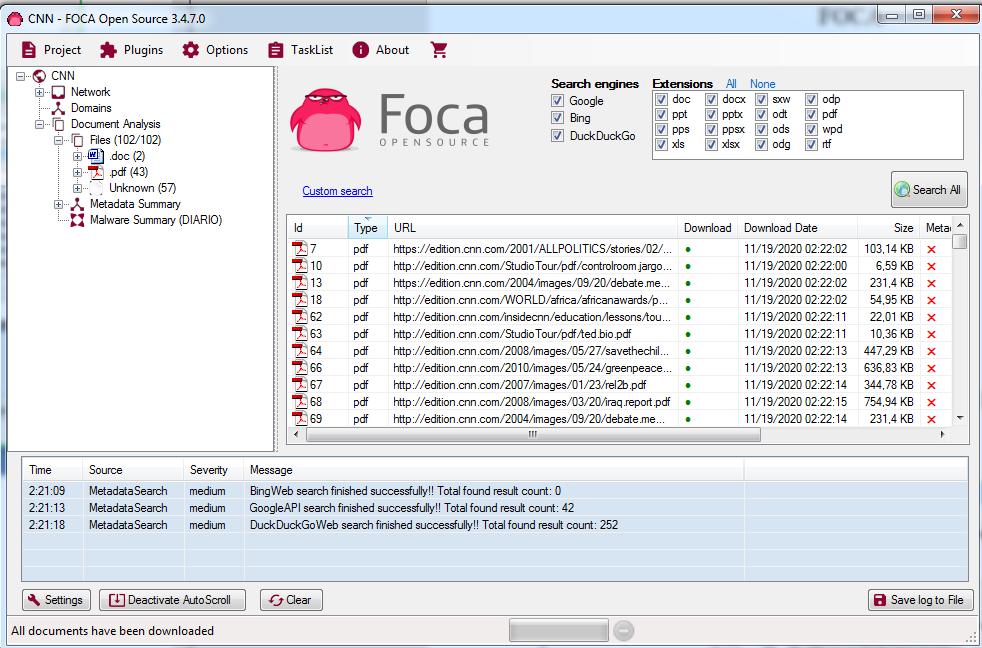 CNN - FOCA Open Source 3.4.7.0
Project Plugins Options TaskList About
CNN
Network
Domains
Document Analysis
Files (102/102)
.doc (2)
.pdf (43)
Unknown (57)
Metadata Summary
Malware Summary (DIARIO)
Foca
OPENSOURCE
Search engines
Google
Bing
DuckDuckGo
Extensions All None
doc docx sxw odp
ppt pptx odt pdf
pps ppsx ods wpd
xls xlsx odg rtf
Custom search
Search All
Id Type URL Download Download Date Size Metad
7 pdf https://edition.cnn.com/2001/ALLPOLITICS/stories/02/... 11/19/2020 02:22:02 103,14 KB
10 pdf http://edition.cnn.com/StudioTour/pdf/controlroom.jargo... 11/19/2020 02:22:00 6,59 KB
13 pdf https://edition.cnn.com/2004/images/09/20/debate.me... 11/19/2020 02:22:02 231,4 KB
18 pdf http://edition.cnn.com/WORLD/africa/africanawards/p... 11/19/2020 02:22:02 54,95 KB
62 pdf http://edition.cnn.com/insidecnn/education/lessons/tou... 11/19/2020 02:22:11 22,01 KB
63 pdf http://edition.cnn.com/StudioTour/pdf/ted.bio.pdf 11/19/2020 02:22:11 10,36 KB
64 pdf http://edition.cnn.com/2008/images/05/27/savethechil... 11/19/2020 02:22:13 447,29 KB
66 pdf http://edition.cnn.com/2010/images/05/24/greenpeace... 11/19/2020 02:22:13 636,83 KB
67 pdf http://edition.cnn.com/2007/images/01/23/rel2b.pdf 11/19/2020 02:22:14 344,78 KB
68 pdf http://edition.cnn.com/2008/images/03/20/iraq.report.pdf 11/19/2020 02:22:15 754,94 KB
69 pdf http://edition.cnn.com/2004/images/09/20/debate.me... 11/19/2020 02:22:14 231,4 KB
Time Source Severity Message
2:21:09 MetadataSearch medium BingWeb search finished successfully!! Total found result count: 0
2:21:13 MetadataSearch medium GoogleAPI search finished successfully!! Total found result count: 42
2:21:18 MetadataSearch medium DuckDuckGoWeb search finished successfully!! Total found result count: 252
Settings Deactivate AutoScroll Clear Save log to File
All documents have been downloaded